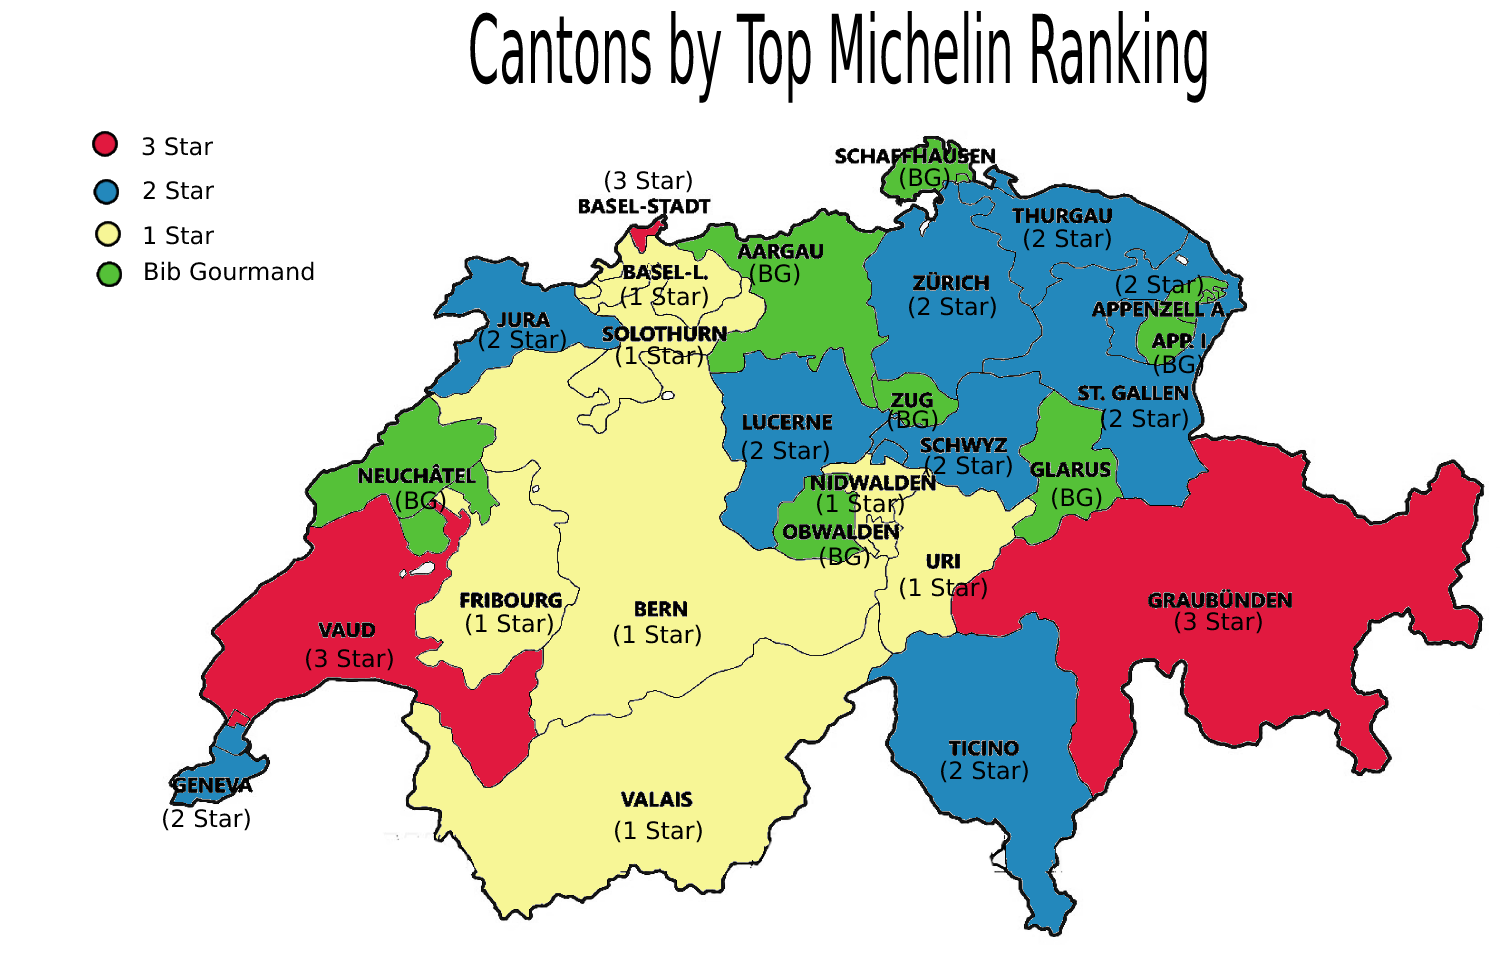 Cantons by Top Michelin Ranking
3 Star
2 Star
1 Star
Bib Gourmand
SCHAFFHAUSEN
(BG)
(3 Star)
BASEL-STADT
THURGAU
(2 Star)
AARGAU
(BG)
BASEL-L.
(1 Star)
ZÜRICH
(2 Star)
(2 Star)
APPENZELL A.
JURA
(2 Star)
SOLOTHURN
(1 Star)
APP. I
(BG)
ST. GALLEN
(2 Star)
ZUG
(BG)
LUCERNE
(2 Star)
SCHWYZ
(2 Star)
GLARUS
(BG)
NEUCHÂTEL
(BG)
NIDWALDEN
(1 Star)
OBWALDEN
(BG)
URI
(1 Star)
FRIBOURG
(1 Star)
BERN
(1 Star)
GRAUBÜNDEN
(3 Star)
VAUD
(3 Star)
TICINO
(2 Star)
GENEVA
(2 Star)
VALAIS
(1 Star)